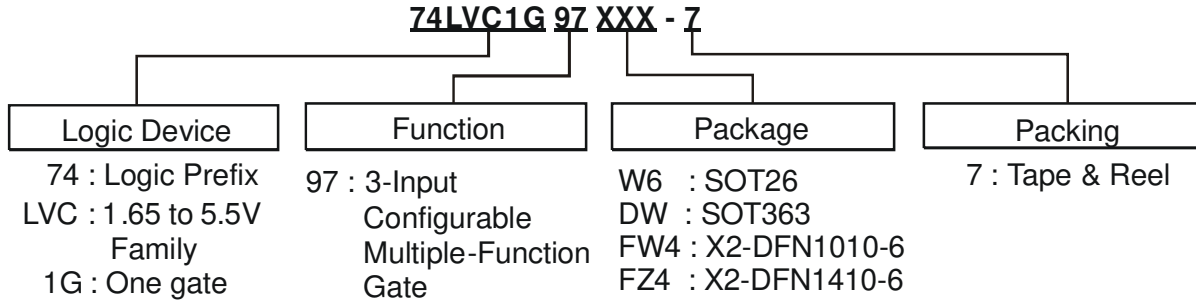 74LVC1G 97 XXX - 7
Logic Device
74 : Logic Prefix
LVC : 1.65 to 5.5V
Family
1G : One gate
Function
97 : 3-Input
Configurable
Multiple-Function
Gate
Package
W6 : SOT26
DW : SOT363
FW4 : X2-DFN1010-6
FZ4 : X2-DFN1410-6
Packing
7 : Tape & Reel